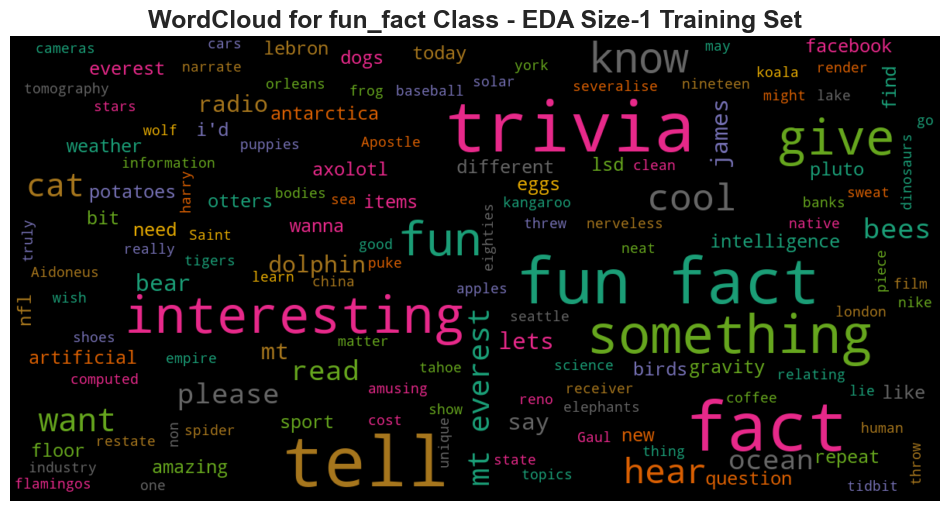 WordCloud for fun_fact Class - EDA Size-1 Training Set
cameras cars lebron dogs today know may facebook
everest narrate york koala render
tomography orleans frog baseball solar severalise nineteen find
stars radio antarctica trivia might lake
wolf i'd Apostle james give go
weather puppies different lsd clean
information axolotl pluto dinosaurs
cat potatoes harry otters bodies sea items eggs kangaroo cool banks sweat
bit wanna threw nerveless native bees
truly need Saint really good fun eighties neat intelligence
Aidoneus tigers dolphin puke piece
bear learn china apples fun fact film
nfl wish interesting seattle london nike
shoes matter lets something
artificial mt empire mt everest science relating
computed read tahoe birds gravity lie like
please amusing reno receiver coffee
want sport cost show say elephants fact human
restate non spider unique Gaul new
floor tell thing ocean repeat
industry amazing state topics hear question throw
flamingos one tidbit